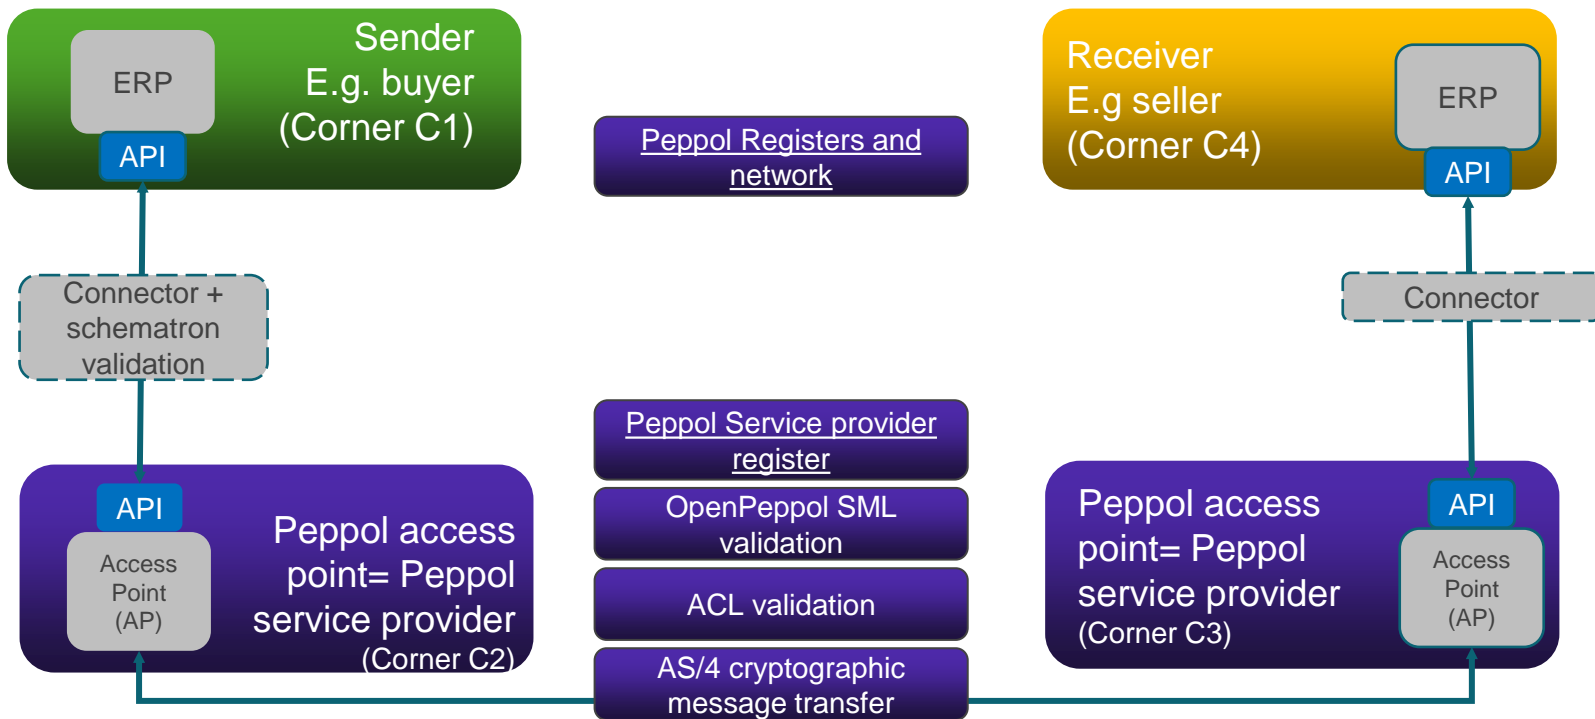 ERP
API
Sender
E.g. buyer
(Corner C1)
Peppol Registers and
network
Receiver
E.g seller
(Corner C4)
ERP
API
Connector +
schematron
validation
Connector
Peppol Service provider
register
OpenPeppol SML
validation
ACL validation
AS/4 cryptographic
message transfer
API
Access
Point
(AP)
Peppol access
point= Peppol
service provider
(Corner C2)
Peppol access
point= Peppol
service provider
(Corner C3)
API
Access
Point
(AP)